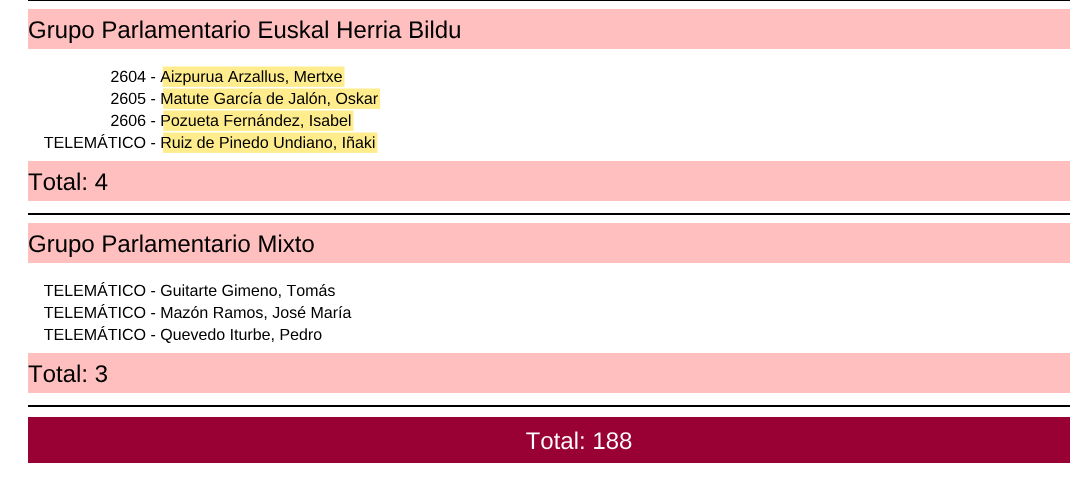 Grupo Parlamentario Euskal Herria Bildu
2604 - Aizpurua Arzallus, Mertxe
2605 - Matute García de Jalón, Oskar
2606 - Pozueta Fernández, Isabel
TELEMÁTICO - Ruiz de Pinedo Undiano, Iñaki
Total: 4
Grupo Parlamentario Mixto
TELEMÁTICO - Guitarte Gimeno, Tomás
TELEMÁTICO - Mazón Ramos, José María
TELEMÁTICO - Quevedo Iturbe, Pedro
Total: 3
Total: 188